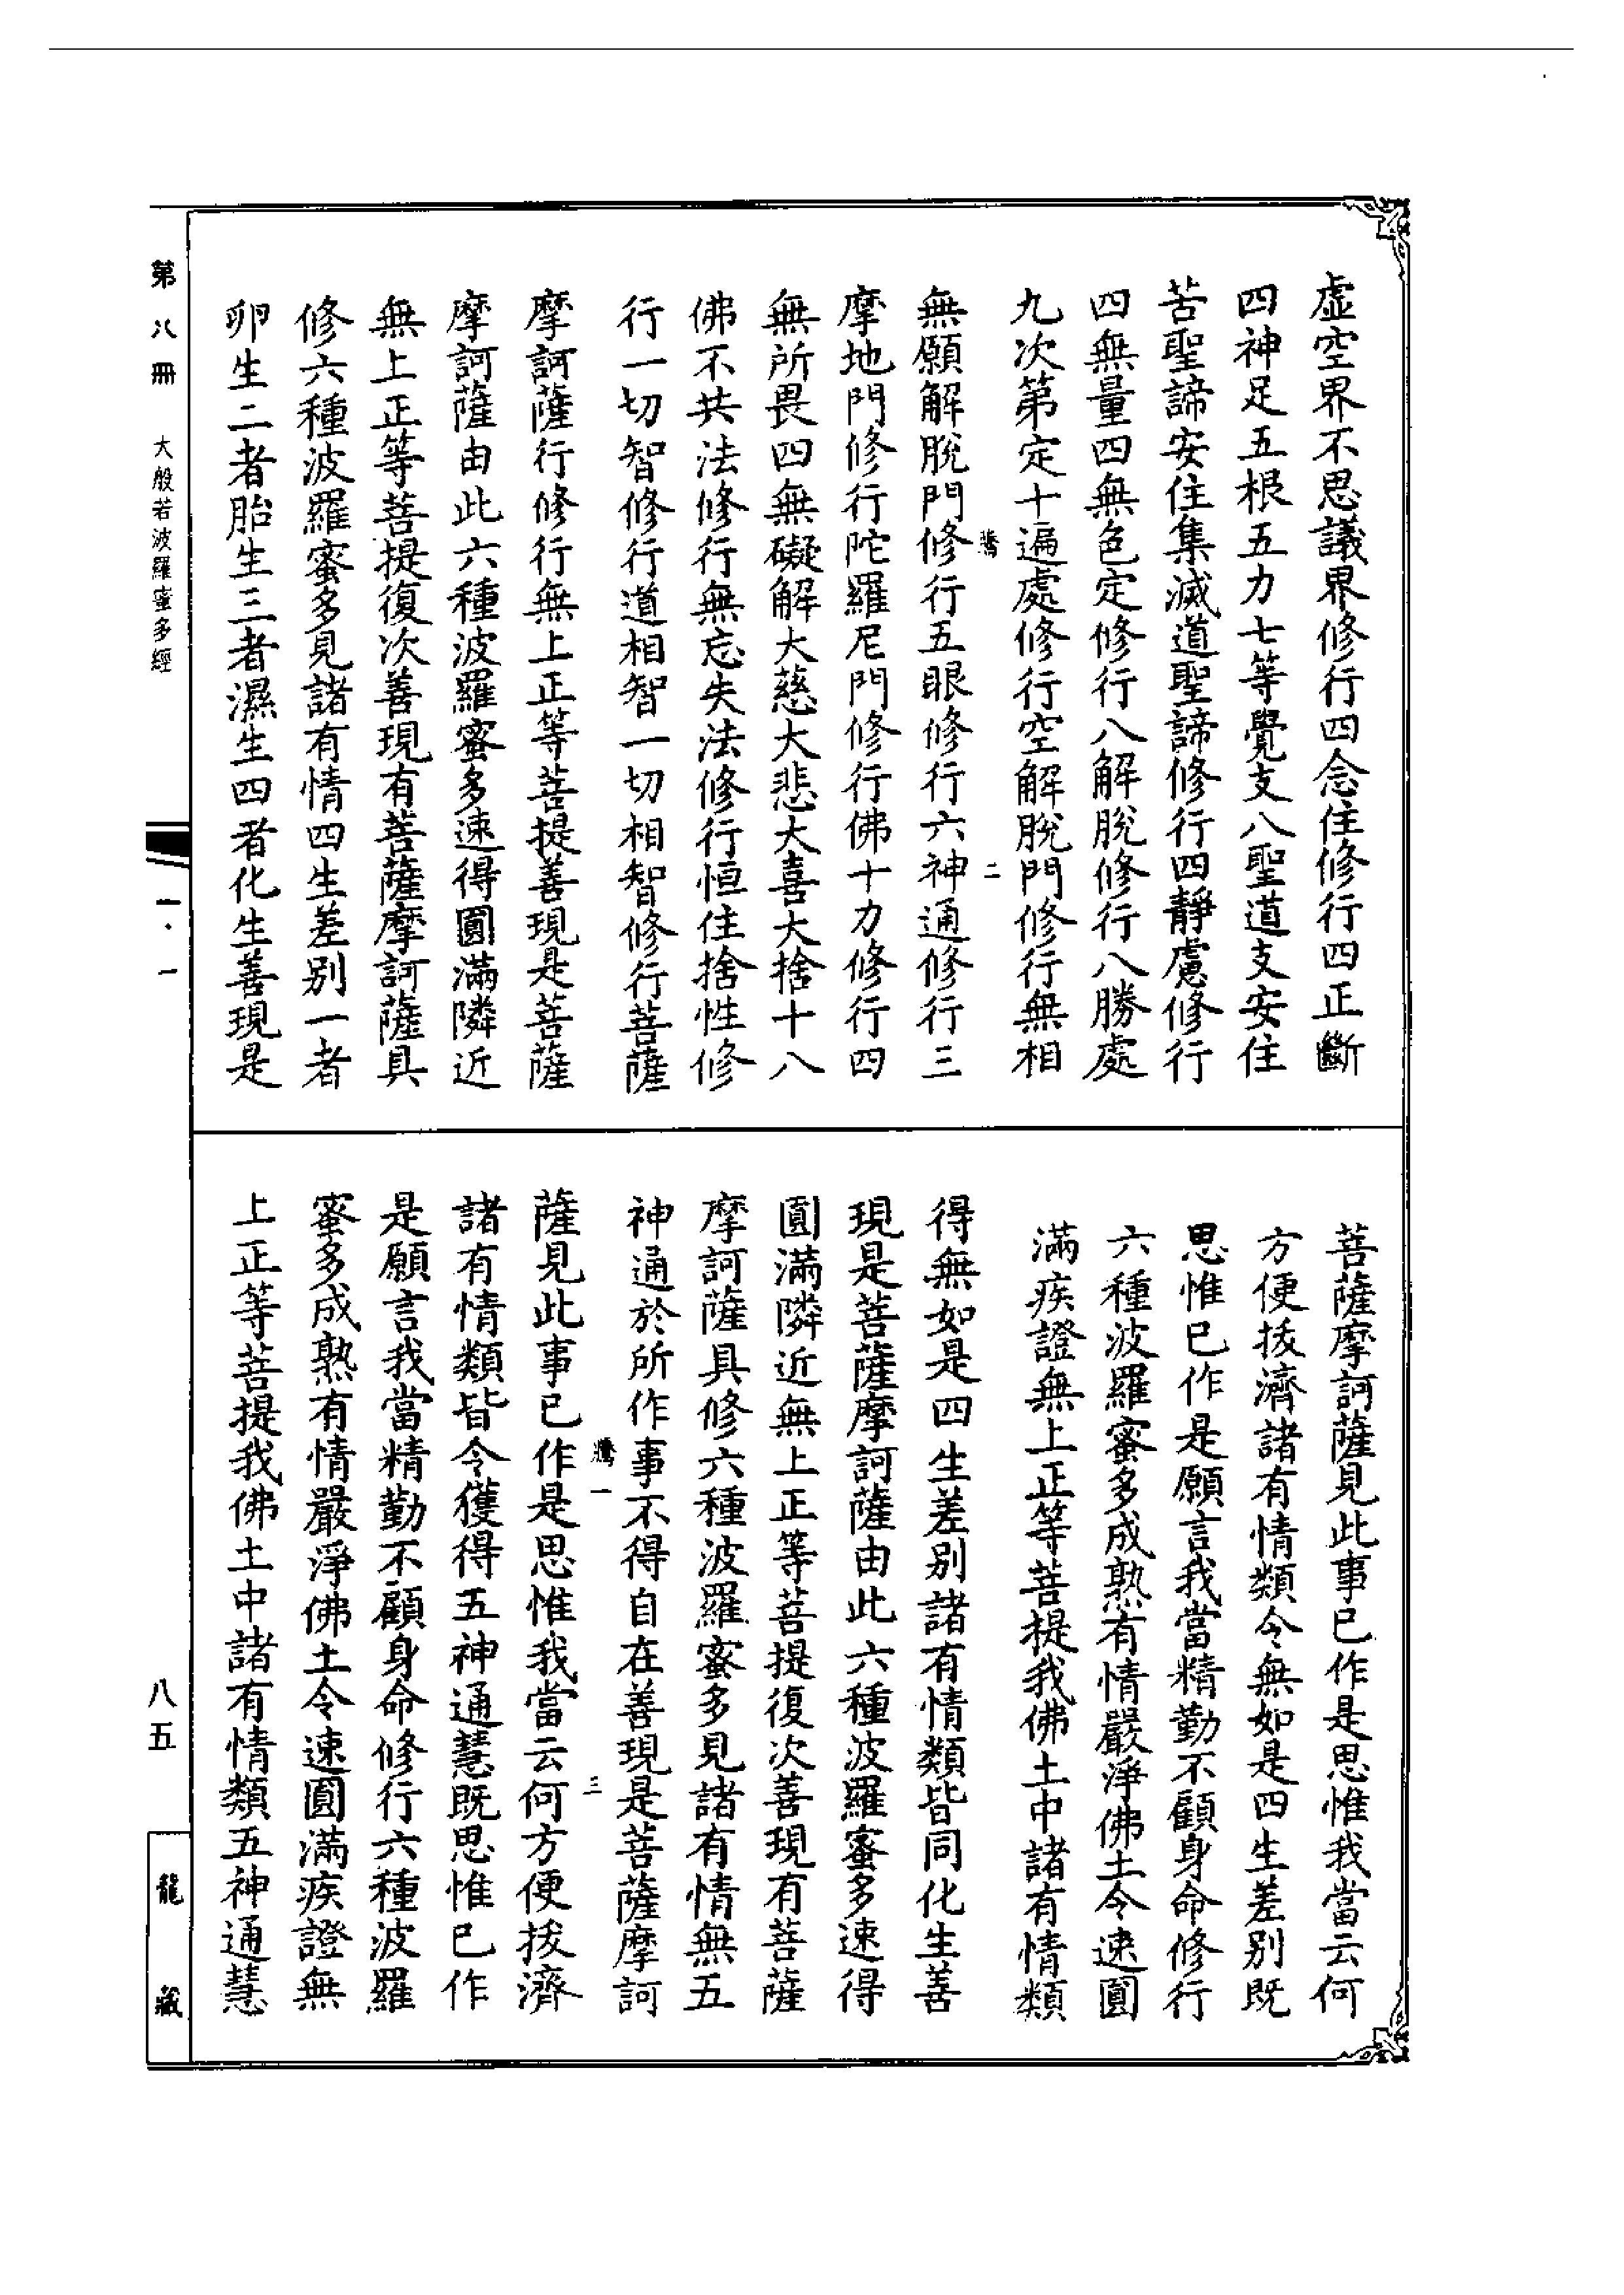 虛空界不思議界修行四念住修行四正斷
四神足五根五力七等覺支八聖道支安住
苦聖諦安住集滅道聖諦修行四靜慮修行
四無量四無色定修行八解脫修行八勝處
九次第定十遍處修行空解脫門修行無相
騰 二
無願解脫門修行五眼修行六神通修行三
摩地門修行陀羅尼門修行佛十力修行四
無所畏四無礙解大慈大悲大喜大捨十八
佛不共法修行無忘失法修行恒住捨性修
行一切智修行道相智一切相智修行菩薩
摩訶薩行修行無上正等菩提善現是菩薩
摩訶薩由此六種波羅蜜多速得圓滿隣近
無上正等菩提復次善現有菩薩摩訶薩具
修六種波羅蜜多見諸有情四生差別一者
卵生二者胎生三者濕生四者化生善現是
菩薩摩訶薩見此事已作是思惟我當云何
方便拔濟諸有情類令無如是四生差別既
思惟已作是願言我當精勤不顧身命修行
六種波羅蜜多成熟有情嚴淨佛土令速圓
滿疾證無上正等菩提我佛土中諸有情類
得無如是四生差別諸有情類皆同化生善
現是菩薩摩訶薩由此六種波羅蜜多速得
圓滿隣近無上正等菩提復次善現有菩薩
摩訶薩具修六種波羅蜜多見諸有情無五
神通於所作事不得自在善現是菩薩摩訶
騰一 三
薩見此事已作是思惟我當云何方便拔濟
諸有情類皆令獲得五神通慧既思惟已作
是願言我當精勤不顧身命修行六種波羅
蜜多成熟有情嚴淨佛土令速圓滿疾證無
上正等菩提我佛土中諸有情類五神通慧
第八冊 大般若波羅蜜多經 一·一 八五 龍藏